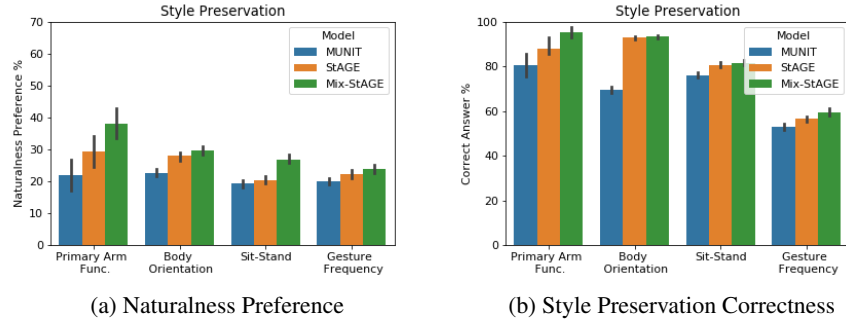 Style Preservation
Naturalness Preference %
70
60
50
40
30
20
10
0
Model
MUNIT
StAGE
Mix-StAGE
Primary Arm
Func.
Body
Orientation
Sit-Stand
Gesture
Frequency
(a) Naturalness Preference
Style Preservation
Correct Answer %
100
80
60
40
20
0
Model
MUNIT
StAGE
Mix-StAGE
Primary Arm
Func.
Body
Orientation
Sit-Stand
Gesture
Frequency
(b) Style Preservation Correctness